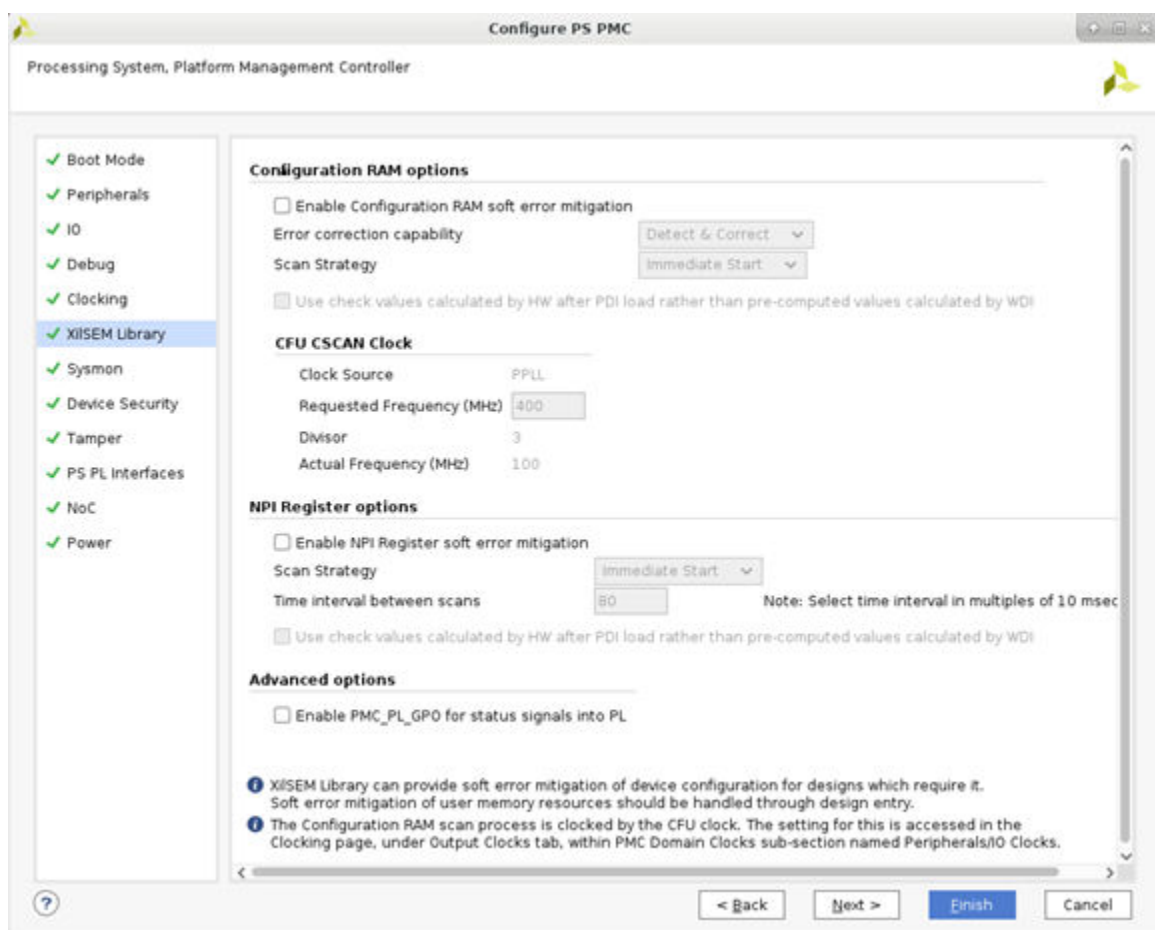 Configure PS PMC
Processing System, Platform Management Controller
Boot Mode
Peripherals
IO
Debug
Clocking
XilSEM Library
Sysmon
Device Security
Tamper
PS PL Interfaces
NoC
Power
Configuration RAM options
Enable Configuration RAM soft error mitigation
Error correction capability Detect & Correct
Scan Strategy Immediate Start
Use check values calculated by HW after PDI load rather than pre-computed values calculated by WDI
CFU CSCAN Clock
Clock Source PPLL
Requested Frequency (MHz) 400
Divisor 3
Actual Frequency (MHz) 100
NPI Register options
Enable NPI Register soft error mitigation
Scan Strategy Immediate Start
Time interval between scans 80 Note: Select time interval in multiples of 10 msec
Use check values calculated by HW after PDI load rather than pre-computed values calculated by WDI
Advanced options
Enable PMC_PL_GPO for status signals into PL
XilSEM Library can provide soft error mitigation of device configuration for designs which require it.
Soft error mitigation of user memory resources should be handled through design entry.
The Configuration RAM scan process is clocked by the CFU clock. The setting for this is accessed in the
Clocking page, under Output Clocks tab, within PMC Domain Clocks sub-section named Peripherals/IO Clocks.
? < Back Next > Finish Cancel